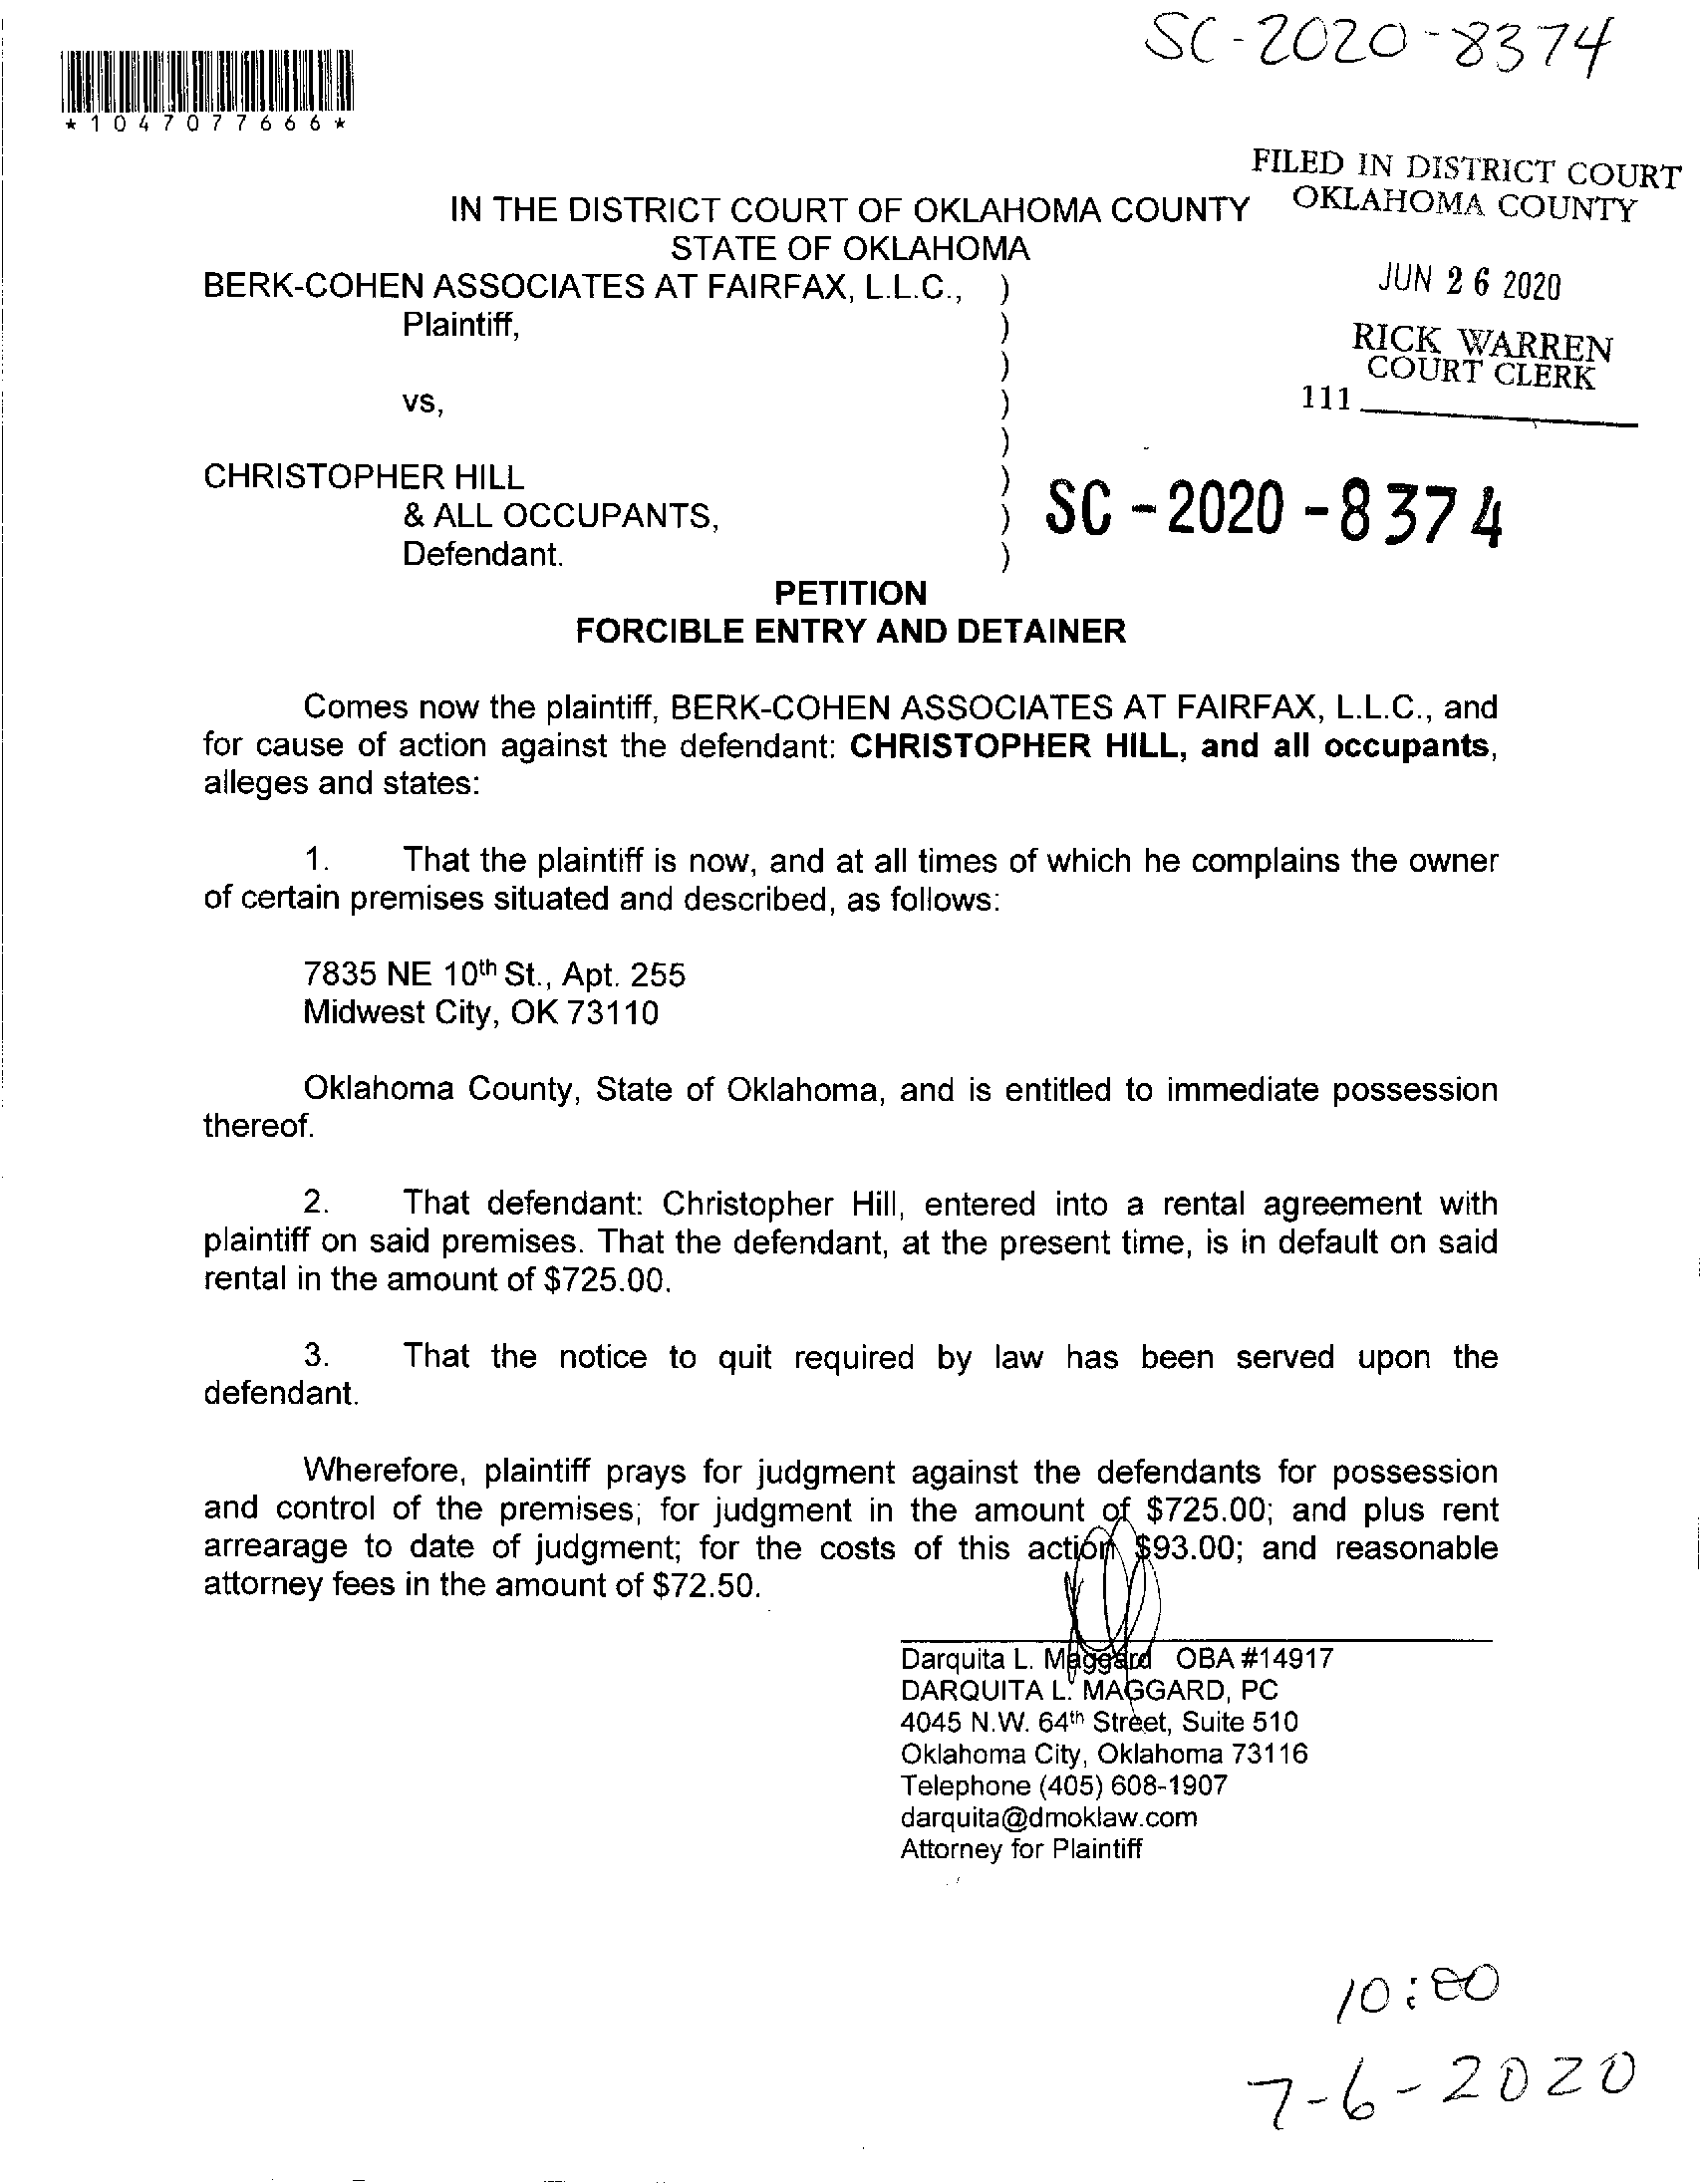 SC-2020-8374
*1047077666*
FILED IN DISTRICT COURT
OKLAHOMA COUNTY
IN THE DISTRICT COURT OF OKLAHOMA COUNTY
STATE OF OKLAHOMA
JUN 26 2020
RICK WARREN
COURT CLERK
111
BERK-COHEN ASSOCIATES AT FAIRFAX, L.L.C., )
Plaintiff, )
)
vs, )
)
CHRISTOPHER HILL )
& ALL OCCUPANTS, )
Defendant. )
SC-2020-8374
PETITION
FORCIBLE ENTRY AND DETAINER
Comes now the plaintiff, BERK-COHEN ASSOCIATES AT FAIRFAX, L.L.C., and
for cause of action against the defendant: CHRISTOPHER HILL, and all occupants,
alleges and states:
1. That the plaintiff is now, and at all times of which he complains the owner
of certain premises situated and described, as follows:
7835 NE 10th St., Apt. 255
Midwest City, OK 73110
Oklahoma County, State of Oklahoma, and is entitled to immediate possession
thereof.
2. That defendant: Christopher Hill, entered into a rental agreement with
plaintiff on said premises. That the defendant, at the present time, is in default on said
rental in the amount of $725.00.
3. That the notice to quit required by law has been served upon the
defendant.
Wherefore, plaintiff prays for judgment against the defendants for possession
and control of the premises; for judgment in the amount of $725.00; and plus rent
arrearage to date of judgment; for the costs of this action $93.00; and reasonable
attorney fees in the amount of $72.50.
Darquita L. Maggard OBA #14917
DARQUITA L. MAGGARD, PC
4045 N.W. 64th Street, Suite 510
Oklahoma City, Oklahoma 73116
Telephone (405) 608-1907
darquita@dmoklaw.com
Attorney for Plaintiff
10:00
7-6-2020